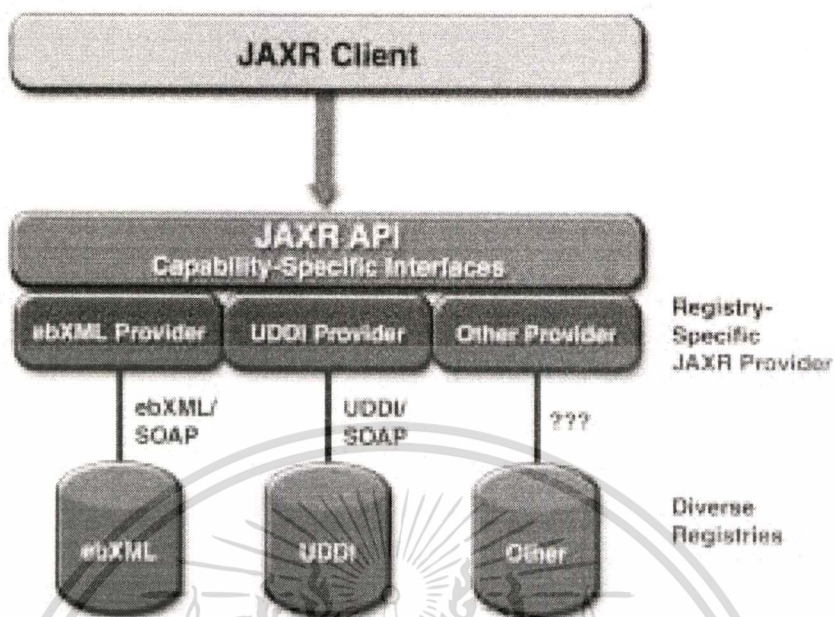 JAXR Client
JAXR API
Capability-Specific Interfaces
ebXML Provider
UDDI Provider
Other Provider
Registry-
Specific
JAXR Provider
ebXML/
SOAP
UDDI/
SOAP
???
ebXML
UDDI
Other
Diverse
Registries